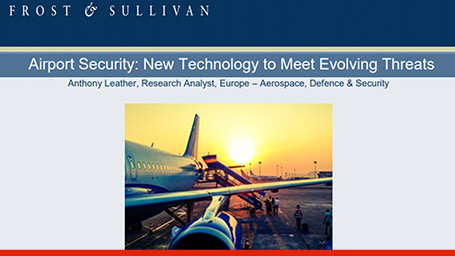 FROST & SULLIVAN
Airport Security: New Technology to Meet Evolving Threats
Anthony Leather, Research Analyst, Europe – Aerospace, Defence & Security